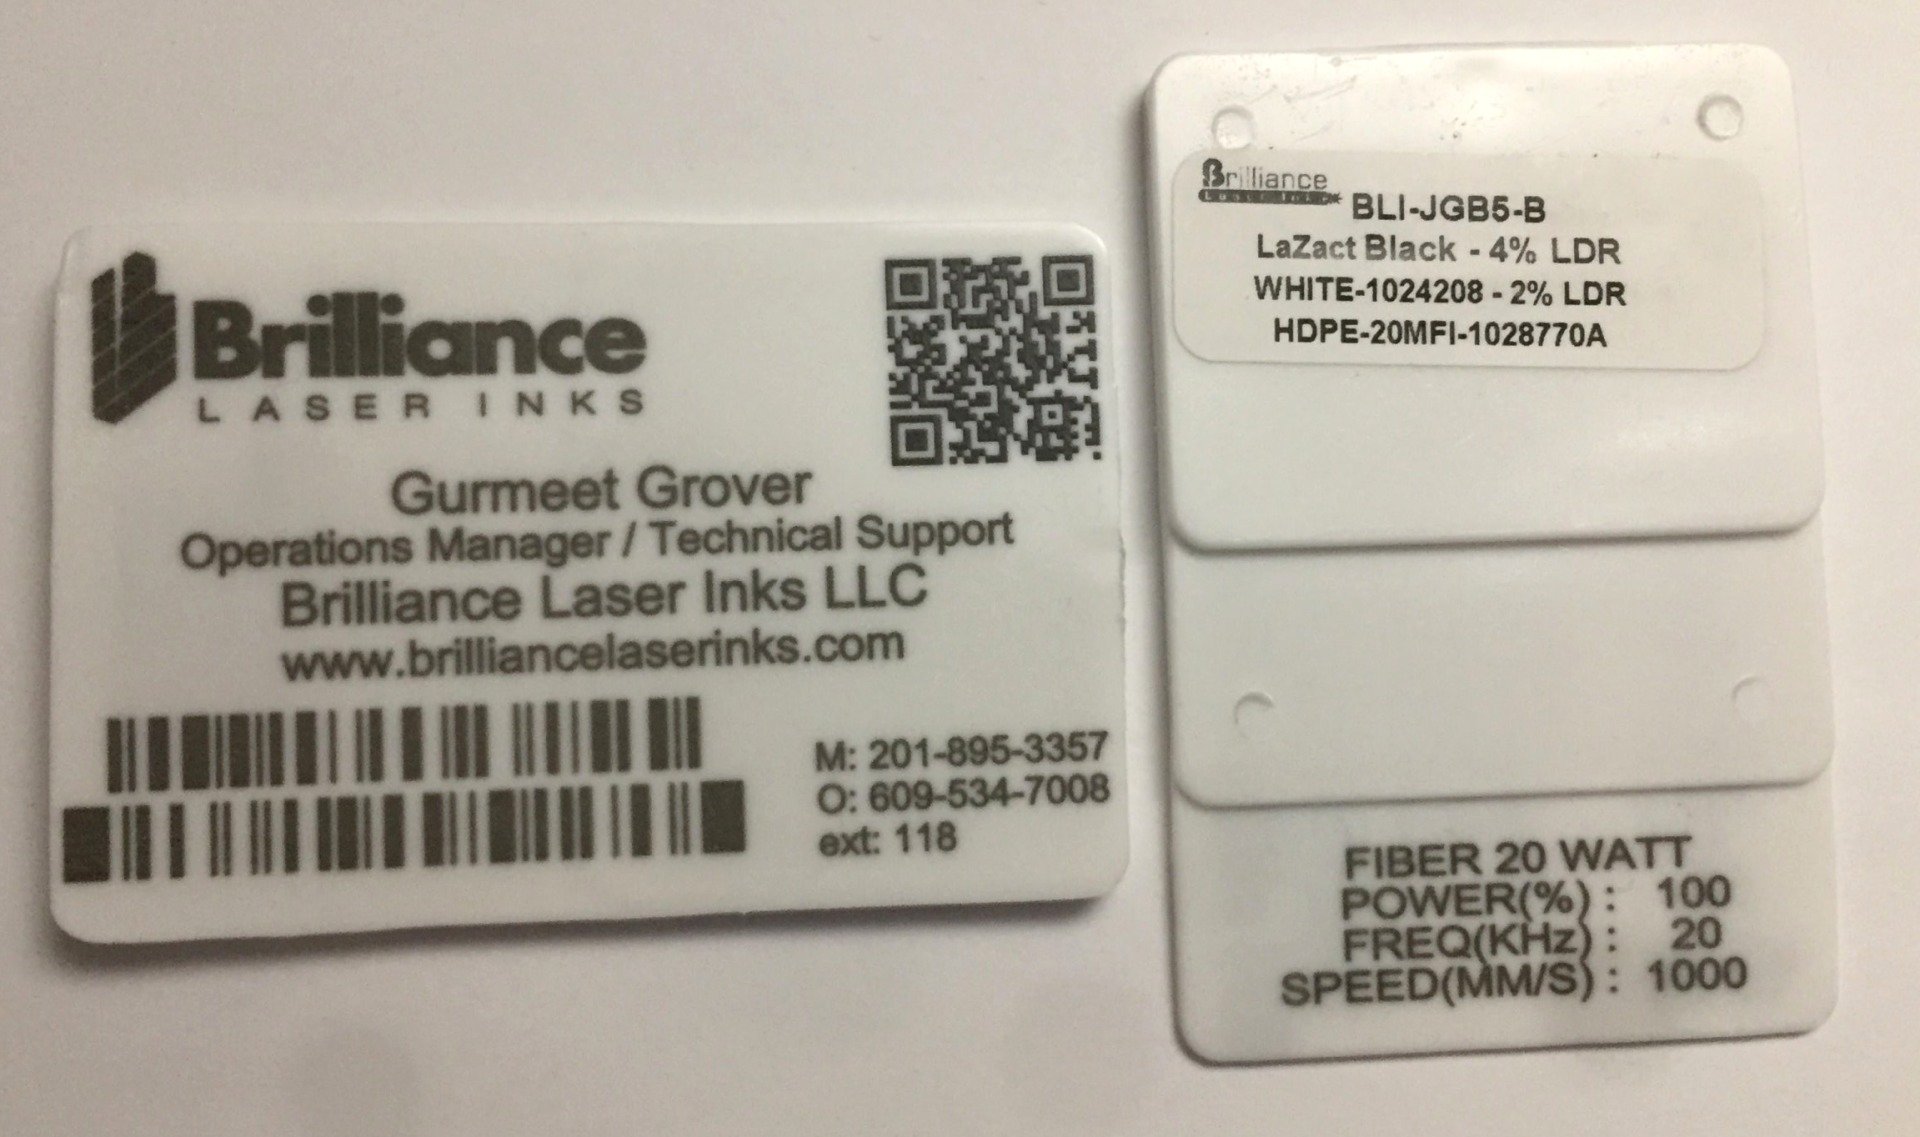 Brilliance
LASER INKS
Gurmeet Grover
Operations Manager / Technical Support
Brilliance Laser Inks LLC
www.brilliancelaserinks.com
M: 201-895-3357
O: 609-534-7008
ext: 118
Brilliance
Laser Inks
BLI-JGB5-B
LaZact Black - 4% LDR
WHITE-1024208 - 2% LDR
HDPE-20MFI-1028770A
FIBER 20 WATT
POWER(%) : 100
FREQ(KHz) : 20
SPEED(MM/S) : 1000